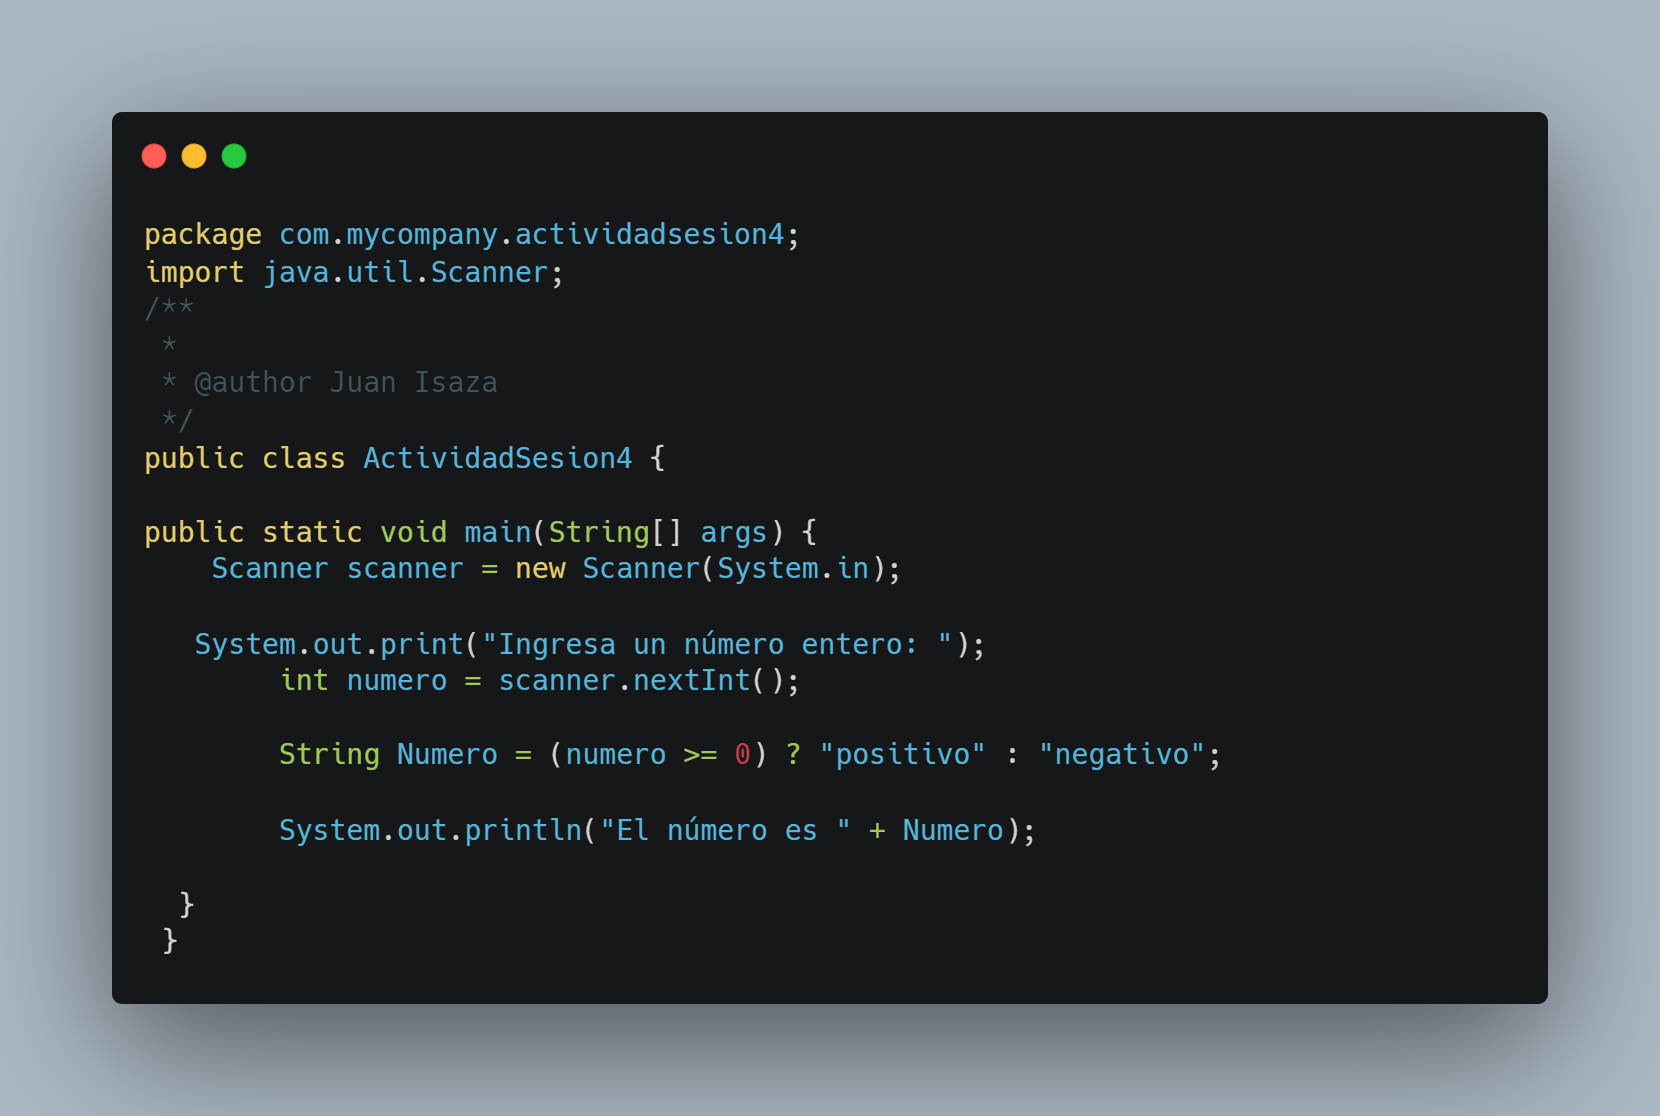 package com.mycompany.actividadsesion4;
import java.util.Scanner;
/**
 *
 * @author Juan Isaza
 */
public class ActividadSesion4 {

public static void main(String[] args) {
    Scanner scanner = new Scanner(System.in);

   System.out.print("Ingresa un número entero: ");
        int numero = scanner.nextInt();

        String Numero = (numero >= 0) ? "positivo" : "negativo";

        System.out.println("El número es " + Numero);

  }
 }